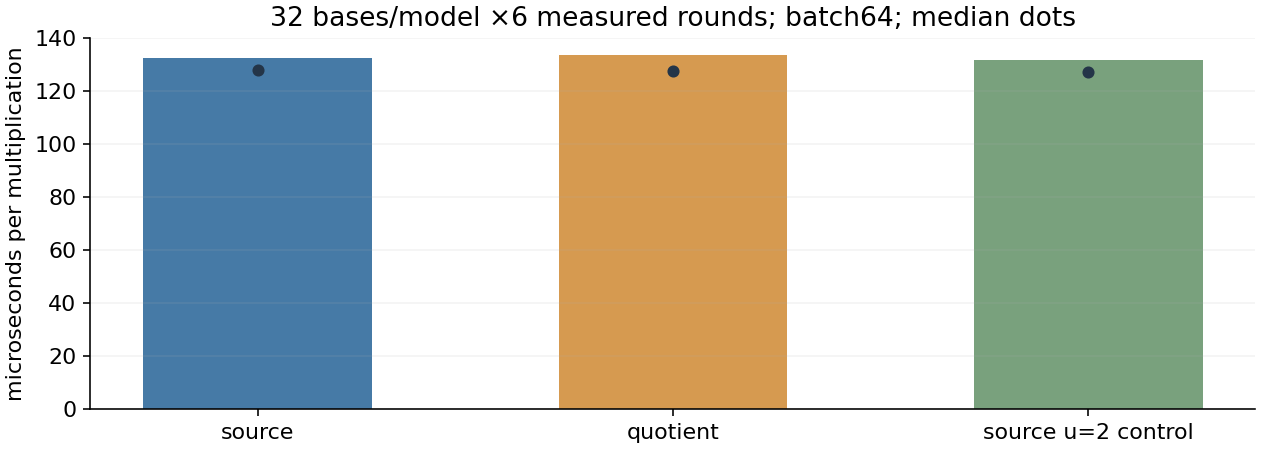 32 bases/model ×6 measured rounds; batch64; median dots
microseconds per multiplication
140
120
100
80
60
40
20
0
source
quotient
source u=2 control